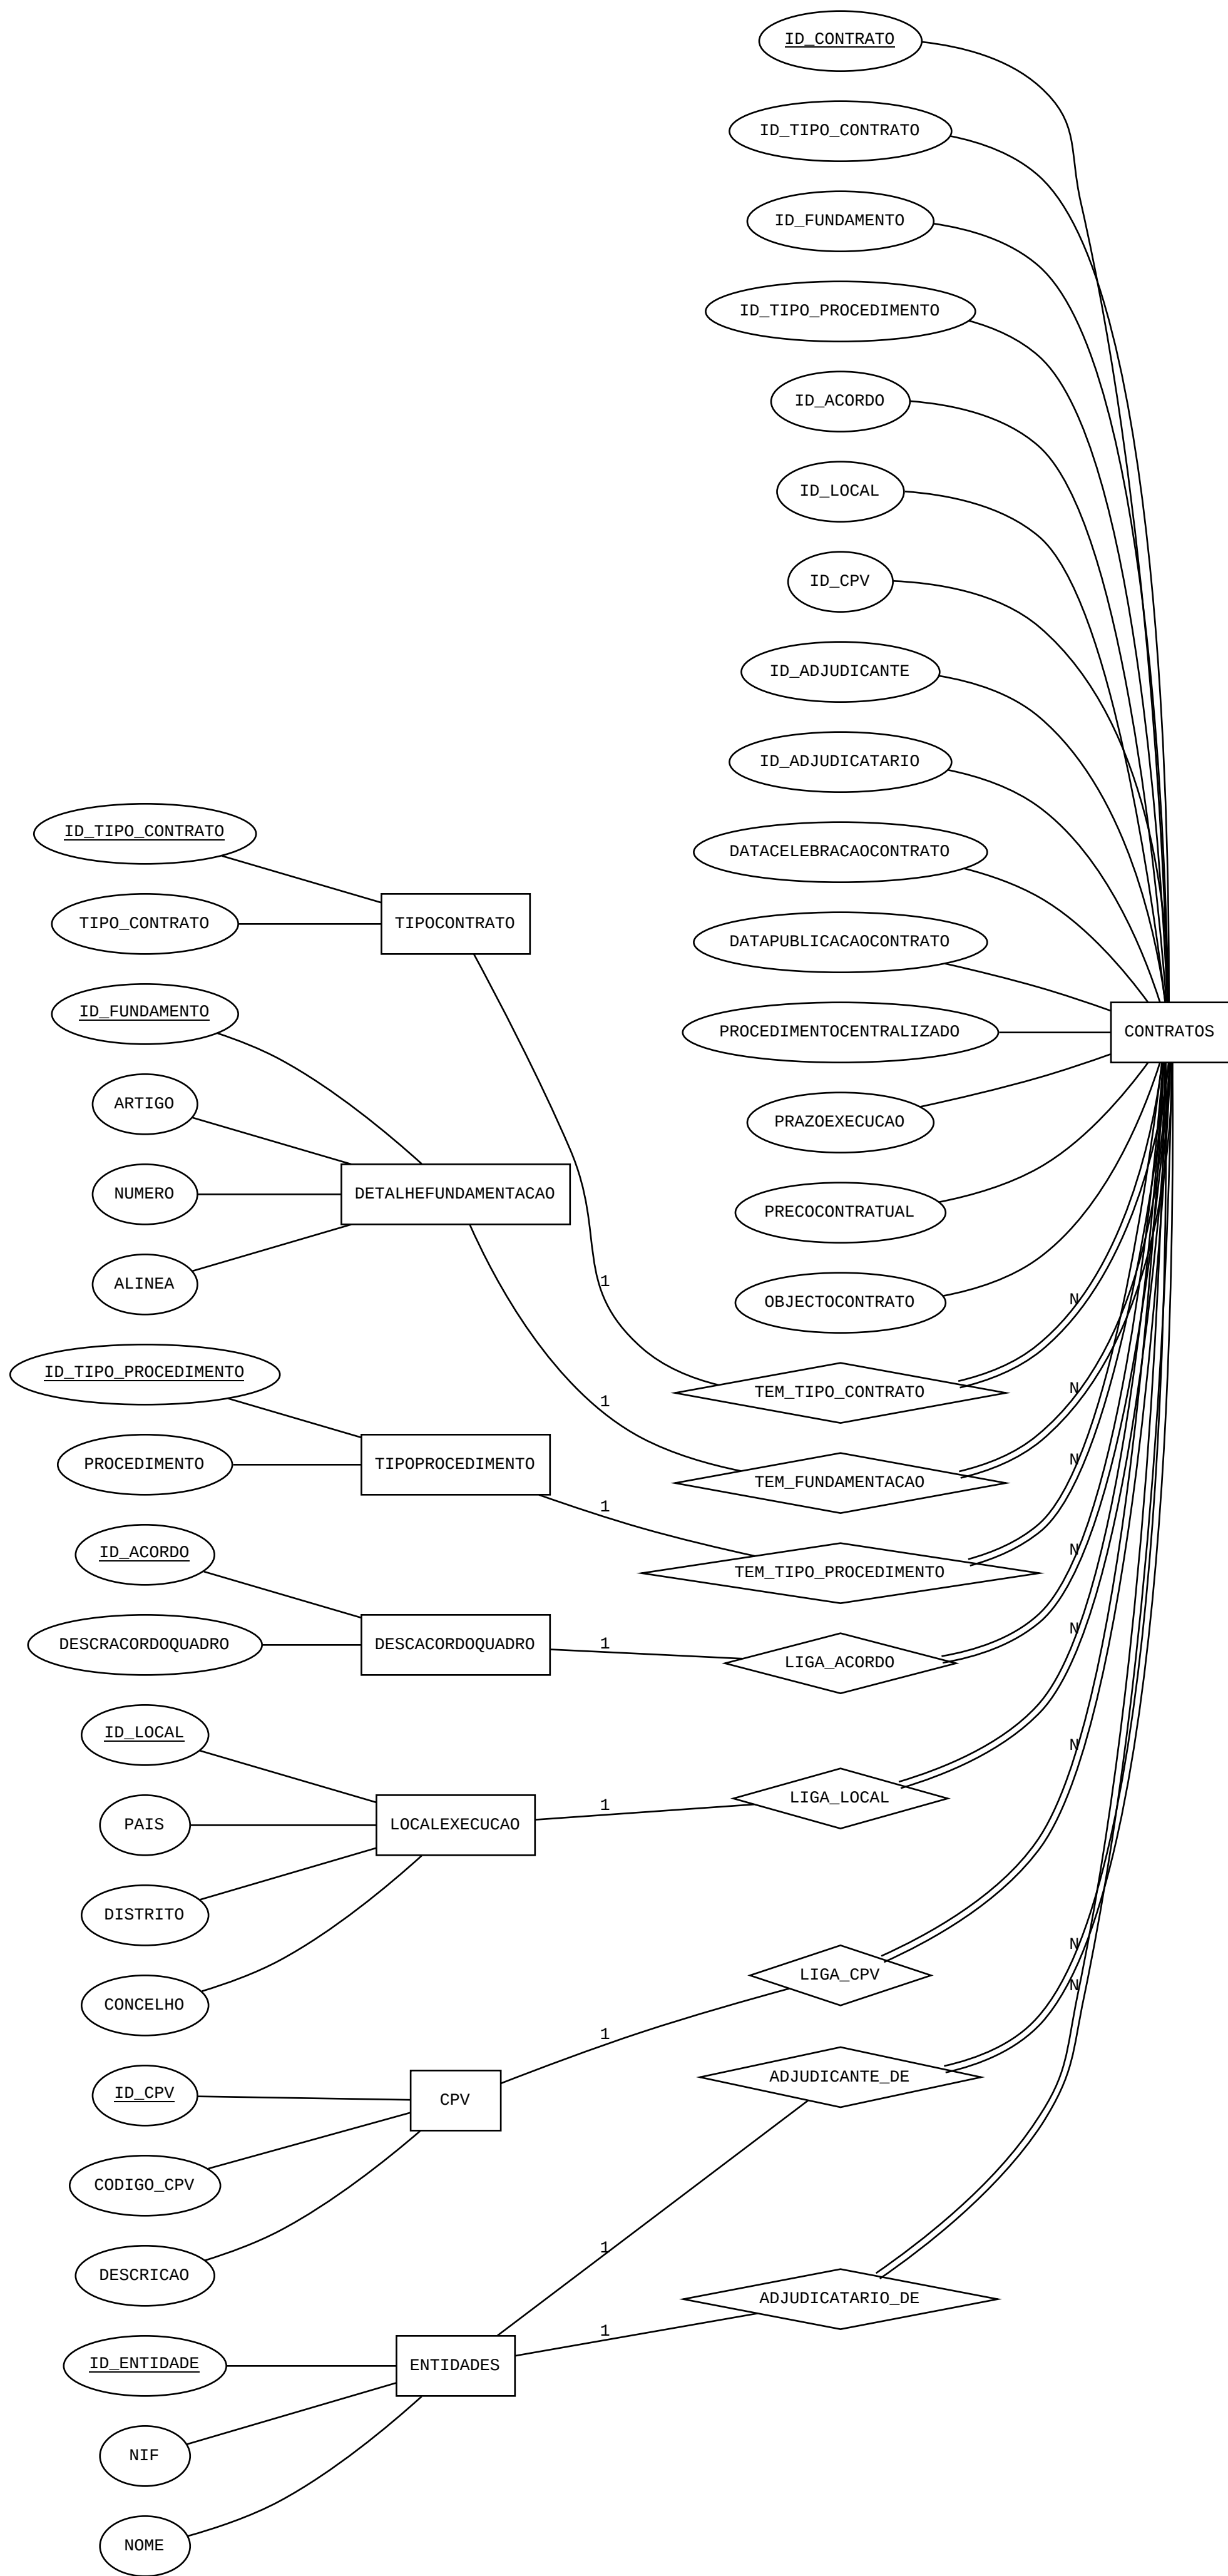 ID_CONTRATO
ID_TIPO_CONTRATO
ID_FUNDAMENTO
ID_TIPO_PROCEDIMENTO
ID_ACORDO
ID_LOCAL
ID_CPV
ID_ADJUDICANTE
ID_ADJUDICATARIO
DATACELEBRACAOCONTRATO
DATAPUBLICACAOCONTRATO
PROCEDIMENTOCENTRALIZADO
PRAZOEXECUCAO
PRECOCONTRATUAL
OBJECTOCONTRATO
CONTRATOS
ID_TIPO_CONTRATO
TIPO_CONTRATO
TIPOCONTRATO
ID_FUNDAMENTO
ARTIGO
NUMERO
ALINEA
DETALHEFUNDAMENTACAO
ID_TIPO_PROCEDIMENTO
PROCEDIMENTO
TIPOPROCEDIMENTO
ID_ACORDO
DESCRACORDOQUADRO
DESCACORDOQUADRO
ID_LOCAL
PAIS
DISTRITO
CONCELHO
LOCALEXECUCAO
ID_CPV
CODIGO_CPV
DESCRICAO
CPV
ID_ENTIDADE
NIF
NOME
ENTIDADES
1
1
1
1
1
1
1
1
TEM_TIPO_CONTRATO
TEM_FUNDAMENTACAO
TEM_TIPO_PROCEDIMENTO
LIGA_ACORDO
LIGA_LOCAL
LIGA_CPV
ADJUDICANTE_DE
ADJUDICATARIO_DE
N
N
N
N
N
N
N
N